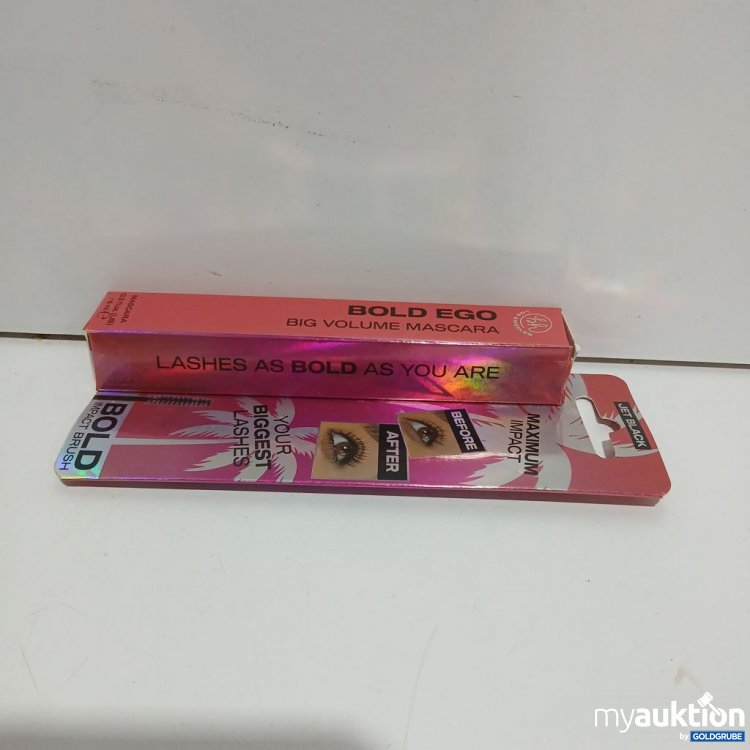 BOLD EGO
BIG VOLUME MASCARA
MASCARA
LASHES AS BOLD AS YOU ARE
JET BLACK
MAXIMUM
IMPACT
BEFORE
AFTER
YOUR
BIGGEST
LASHES
BOLD
IMPACT BRUSH
myauktion
by GOLDGRUBE